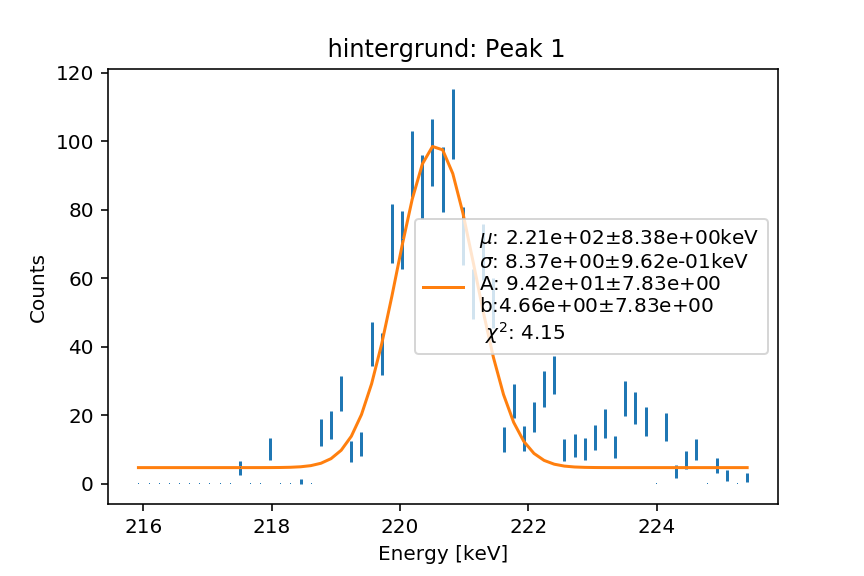 hintergrund: Peak 1
120
100
80
60
40
20
0
Counts
μ: 2.21e+02±8.38e+00keV
σ: 8.37e+00±9.62e-01keV
A: 9.42e+01±7.83e+00
b:4.66e+00±7.83e+00
χ²: 4.15
216 218 220 222 224
Energy [keV]